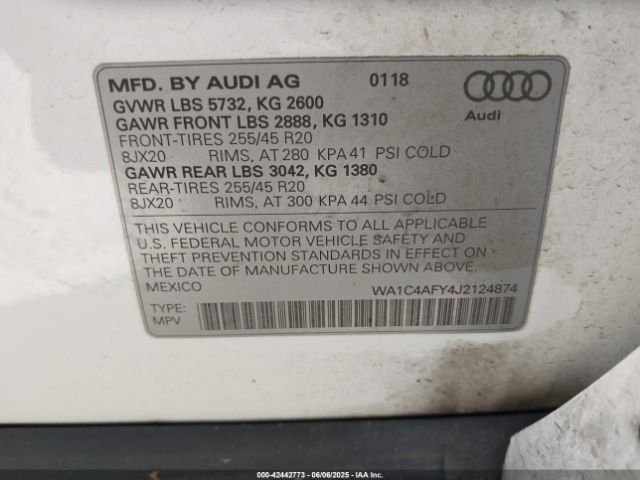 MFD. BY AUDI AG 0118
GVWR LBS 5732, KG 2600
GAWR FRONT LBS 2888, KG 1310
FRONT-TIRES 255/45 R20
8JX20 RIMS, AT 280 KPA 41 PSI COLD
GAWR REAR LBS 3042, KG 1380
REAR-TIRES 255/45 R20
8JX20 RIMS, AT 300 KPA 44 PSI COLD
Audi
THIS VEHICLE CONFORMS TO ALL APPLICABLE
U.S. FEDERAL MOTOR VEHICLE SAFETY AND
THEFT PREVENTION STANDARDS IN EFFECT ON
THE DATE OF MANUFACTURE SHOWN ABOVE.
MEXICO WA1C4AFY4J2124874
TYPE:
MPV
000-42442773 - 06/06/2025 - IAA Inc.